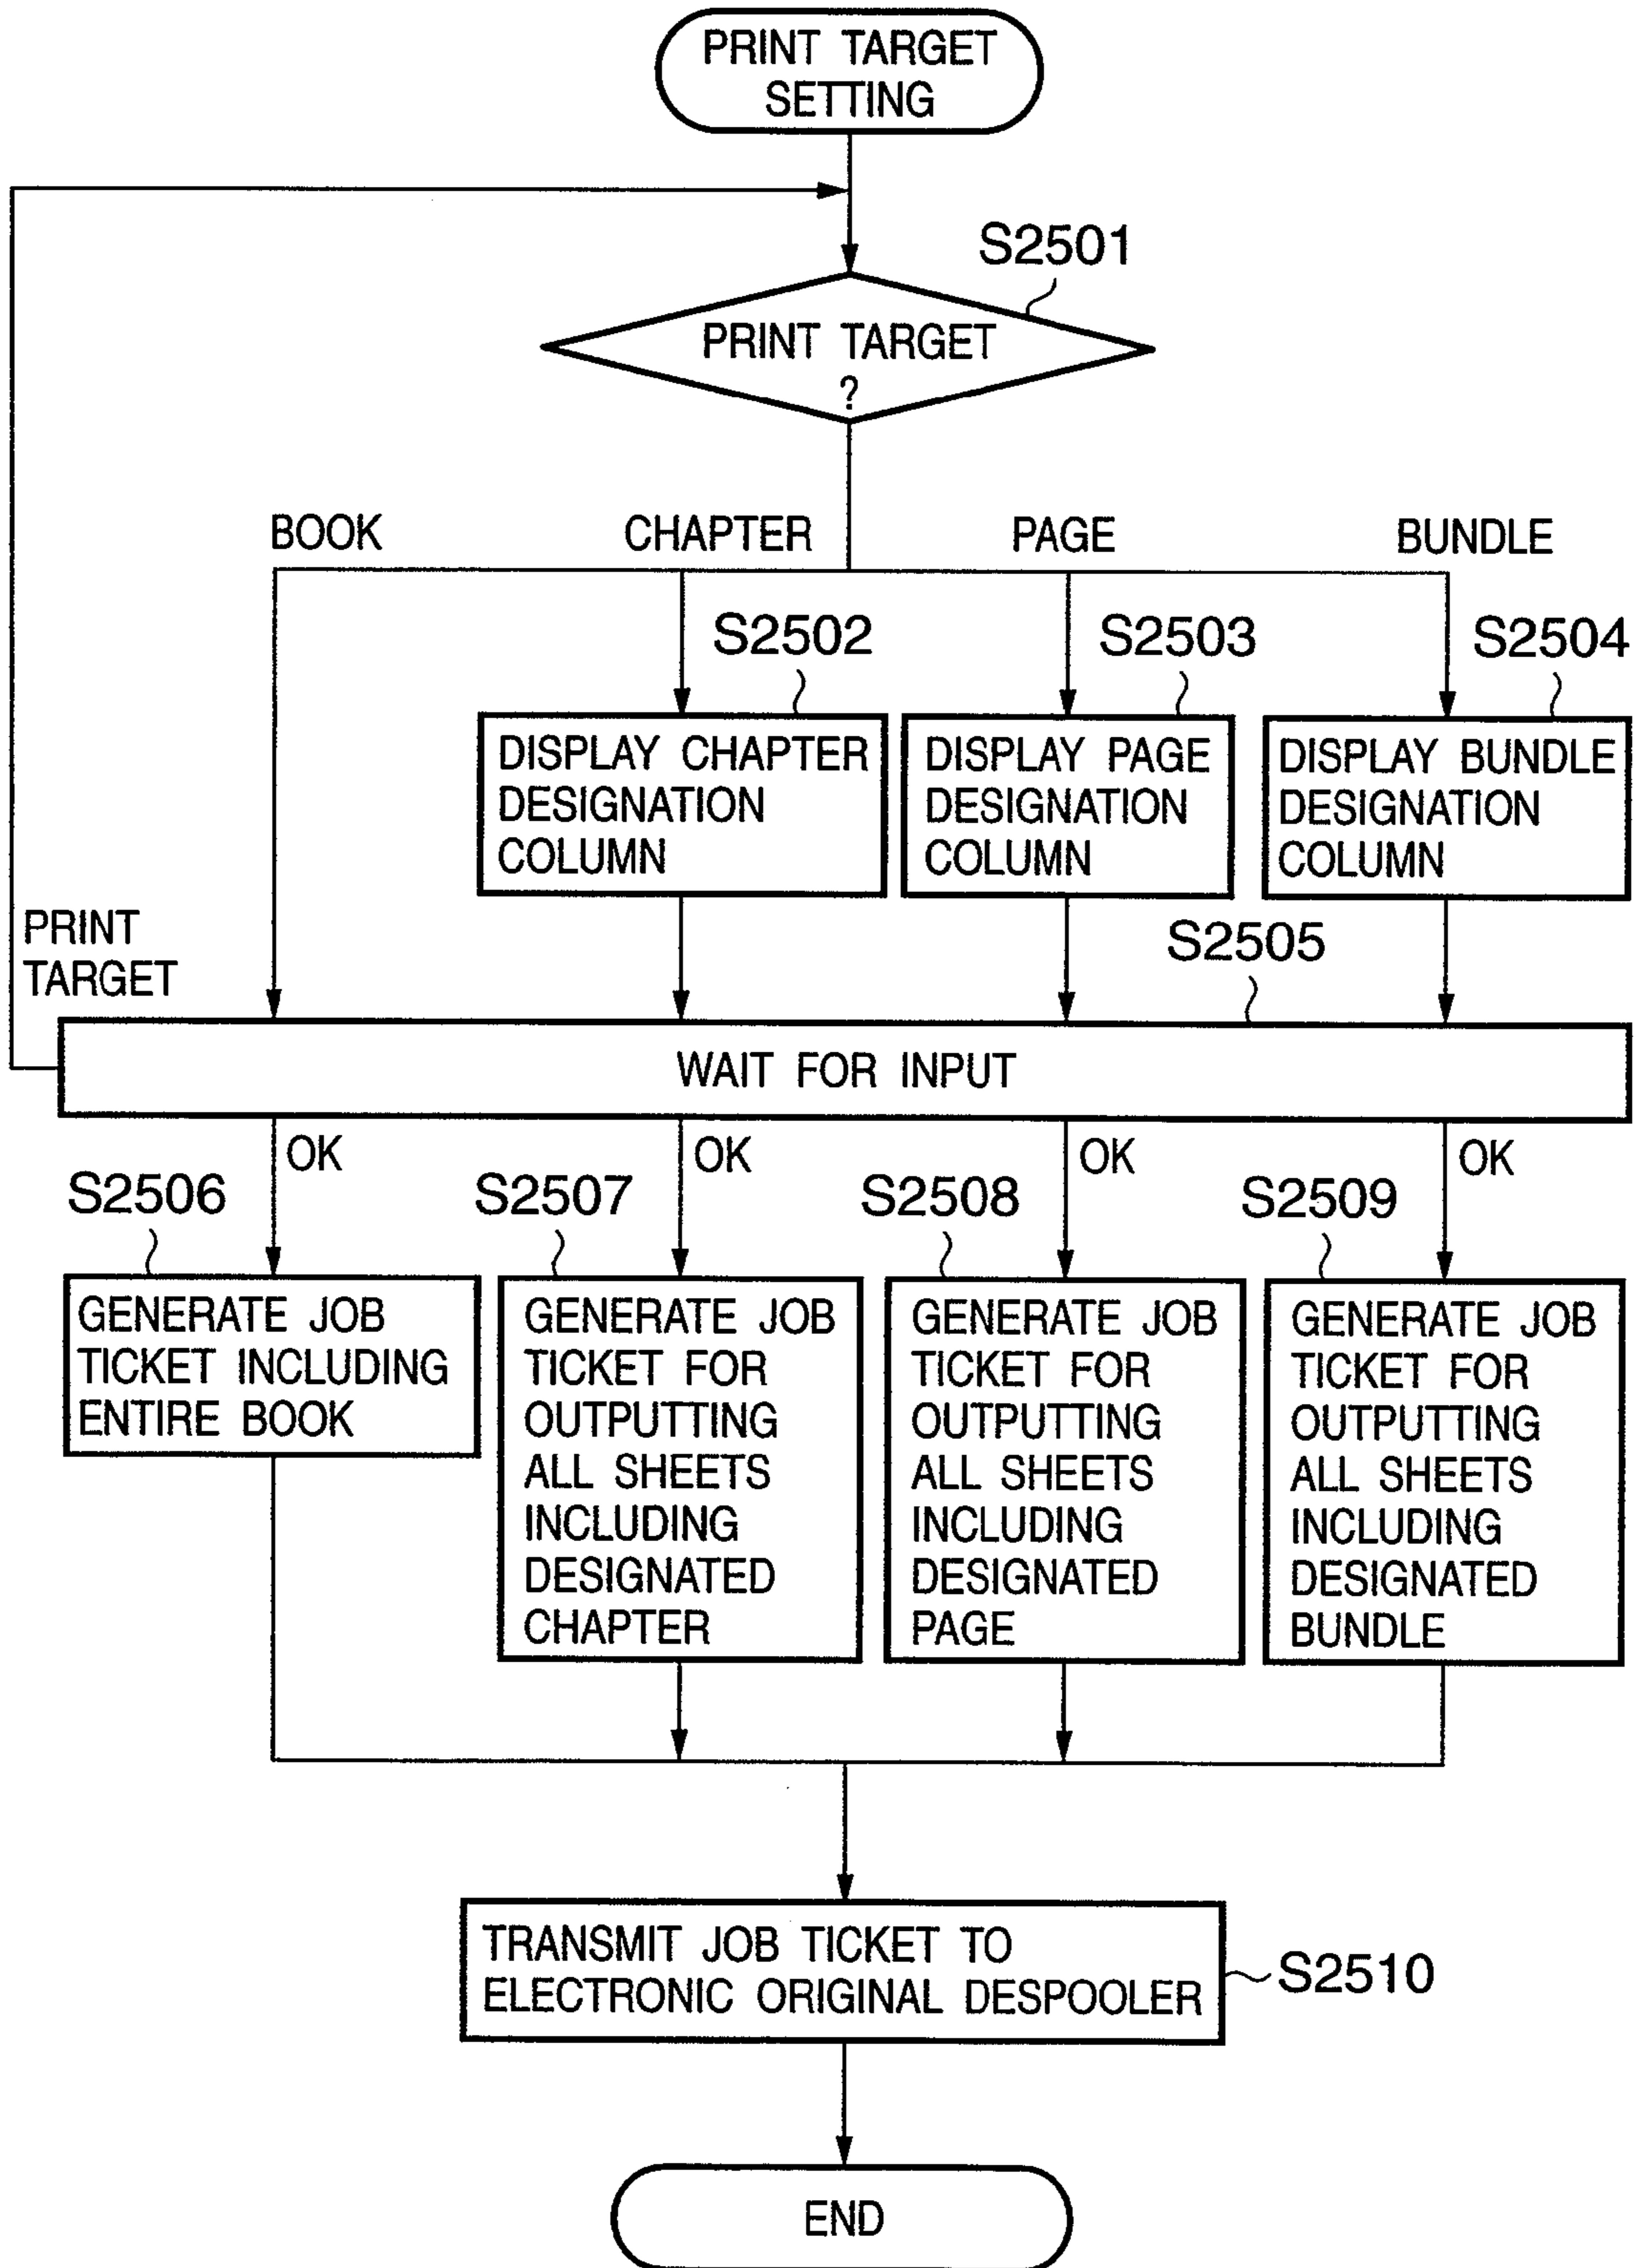 PRINT TARGET
SETTING
S2501
PRINT TARGET
?
BOOK
CHAPTER
PAGE
BUNDLE
S2502
S2503
S2504
DISPLAY CHAPTER
DESIGNATION
COLUMN
DISPLAY PAGE
DESIGNATION
COLUMN
DISPLAY BUNDLE
DESIGNATION
COLUMN
PRINT
TARGET
S2505
WAIT FOR INPUT
OK
OK
OK
OK
S2506
S2507
S2508
S2509
GENERATE JOB
TICKET INCLUDING
ENTIRE BOOK
GENERATE JOB
TICKET FOR
OUTPUTTING
ALL SHEETS
INCLUDING
DESIGNATED
CHAPTER
GENERATE JOB
TICKET FOR
OUTPUTTING
ALL SHEETS
INCLUDING
DESIGNATED
PAGE
GENERATE JOB
TICKET FOR
OUTPUTTING
ALL SHEETS
INCLUDING
DESIGNATED
BUNDLE
TRANSMIT JOB TICKET TO
ELECTRONIC ORIGINAL DESPOOLER
S2510
END